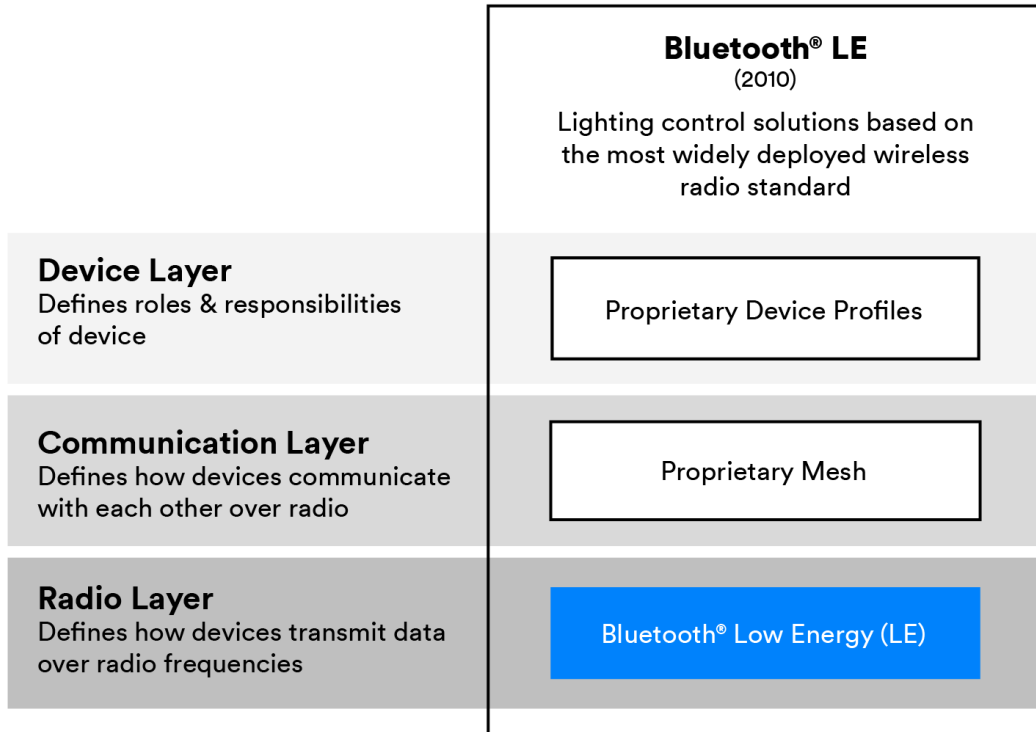 Bluetooth® LE
(2010)
Lighting control solutions based on
the most widely deployed wireless
radio standard
Device Layer
Defines roles & responsibilities
of device
Proprietary Device Profiles
Communication Layer
Defines how devices communicate
with each other over radio
Proprietary Mesh
Radio Layer
Defines how devices transmit data
over radio frequencies
Bluetooth® Low Energy (LE)